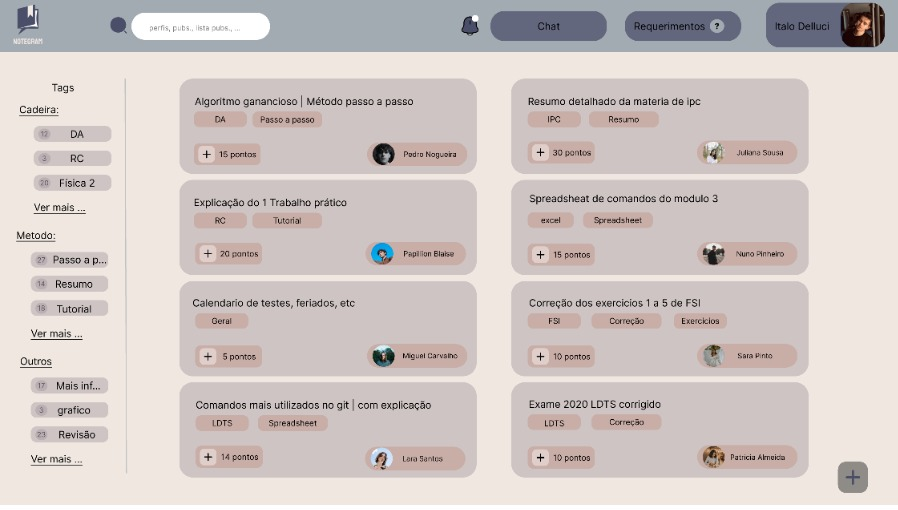 NOTEGRAM
perfis, pubs., lista pubs., ...
Chat
Requerimentos ?
Italo Delluci
Tags
Cadeira:
12 DA
3 RC
20 Física 2
Ver mais ...
Metodo:
27 Passo a p...
14 Resumo
18 Tutorial
Ver mais ...
Outros
17 Mais inf...
3 grafico
23 Revisão
Ver mais ...
Algoritmo ganancioso | Método passo a passo
DA Passo a passo
+ 15 pontos Pedro Nogueira
Resumo detalhado da materia de ipc
IPC Resumo
+ 30 pontos Juliana Sousa
Explicação do 1 Trabalho prático
RC Tutorial
+ 20 pontos Papillion Blaise
Spreadsheat de comandos do modulo 3
excel Spreadsheet
+ 15 pontos Nuno Pinheiro
Calendario de testes, feriados, etc
Geral
+ 5 pontos Miguel Carvalho
Correção dos exercicios 1 a 5 de FSI
FSI Correção Exercicios
+ 10 pontos Sara Pinto
Comandos mais utilizados no git | com explicação
LDTS Spreadsheet
+ 14 pontos Lara Santos
Exame 2020 LDTS corrigido
LDTS Correção
+ 10 pontos Patricia Almeida
+